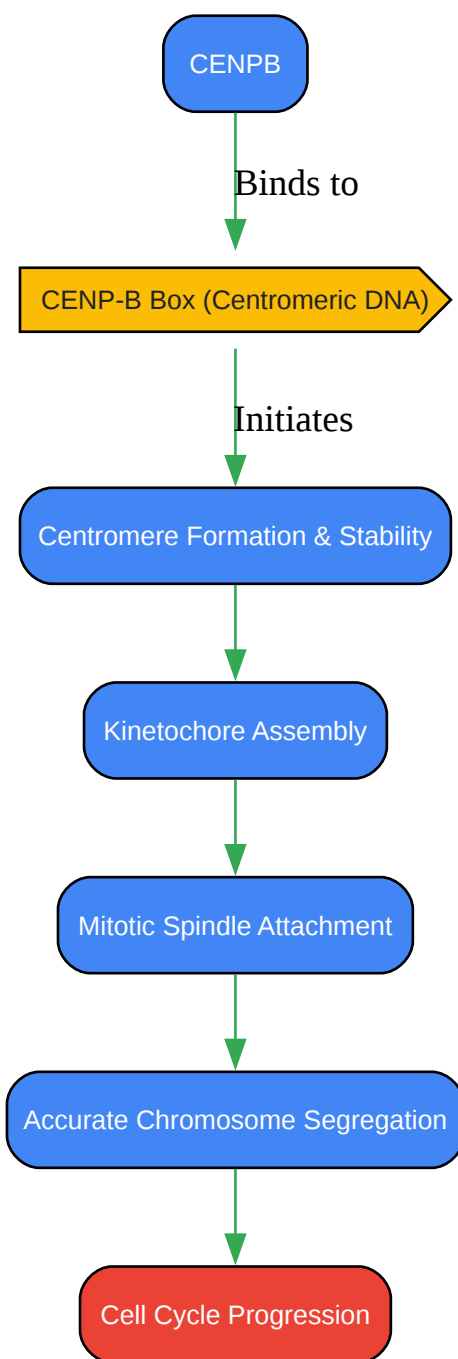 CENPB
Binds to
CENP-B Box (Centromeric DNA)
Initiates
Centromere Formation & Stability
Kinetochore Assembly
Mitotic Spindle Attachment
Accurate Chromosome Segregation
Cell Cycle Progression